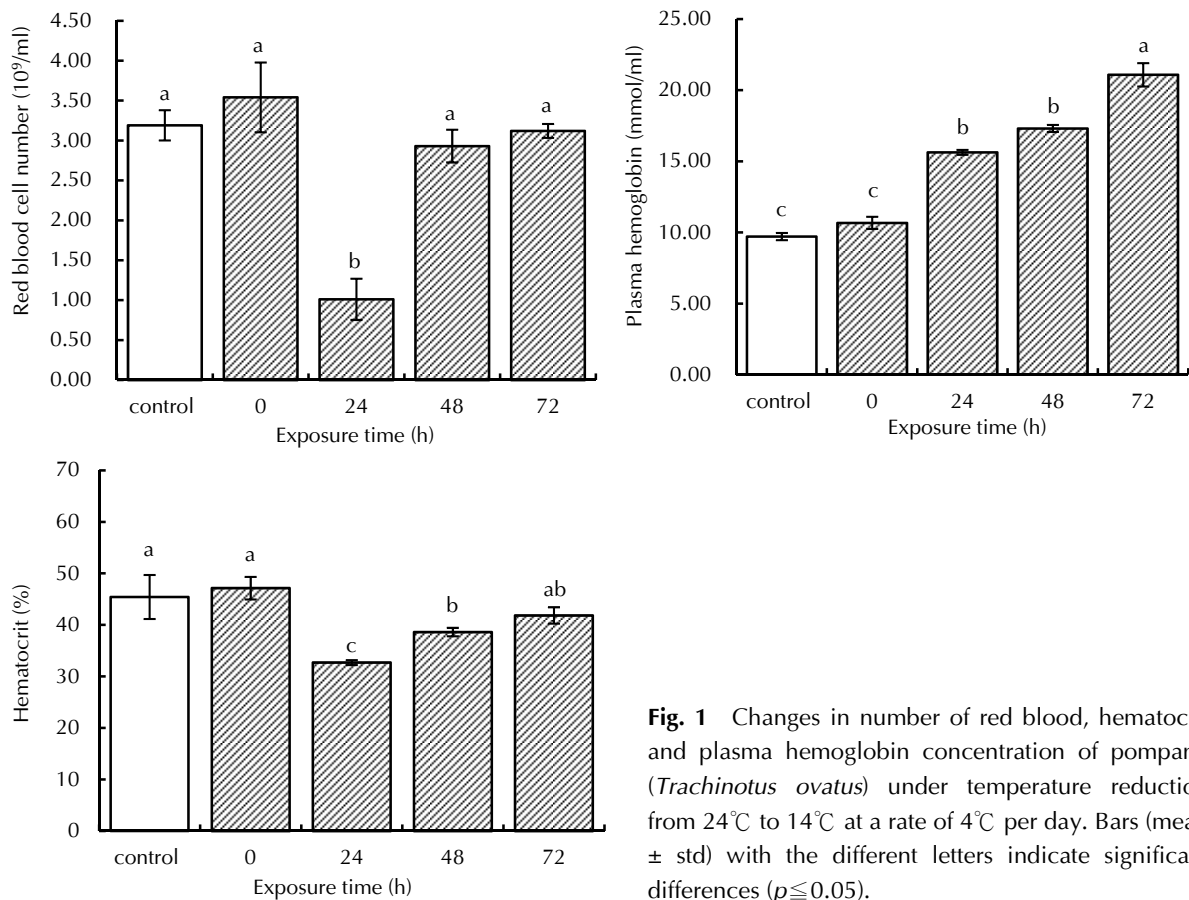 4.50
4.00
3.50
3.00
2.50
2.00
1.50
1.00
0.50
0.00
Red blood cell number (10⁹/ml)
a
a
b
a
a
control 0 24 48 72
Exposure time (h)
25.00
20.00
15.00
10.00
5.00
0.00
Plasma hemoglobin (mmol/ml)
c
c
b
b
a
control 0 24 48 72
Exposure time (h)
70
60
50
40
30
20
10
0
Hematocrit (%)
a
a
c
b
ab
control 0 24 48 72
Exposure time (h)
Fig. 1 Changes in number of red blood, hematoc
and plasma hemoglobin concentration of pompan
(Trachinotus ovatus) under temperature reductio
from 24℃ to 14℃ at a rate of 4℃ per day. Bars (mea
± std) with the different letters indicate significa
differences (p≦0.05).